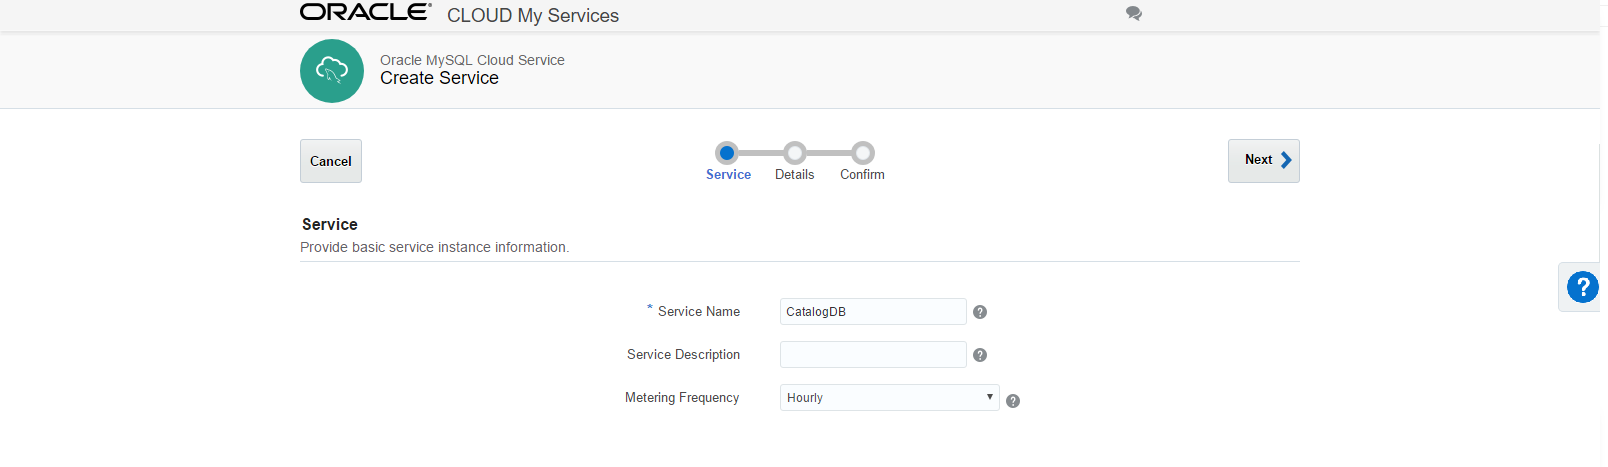 ORACLE® CLOUD My Services
Oracle MySQL Cloud Service
Create Service
Cancel
Service Details Confirm
Next
Service
Provide basic service instance information.
* Service Name CatalogDB ?
Service Description ?
Metering Frequency Hourly ?
?